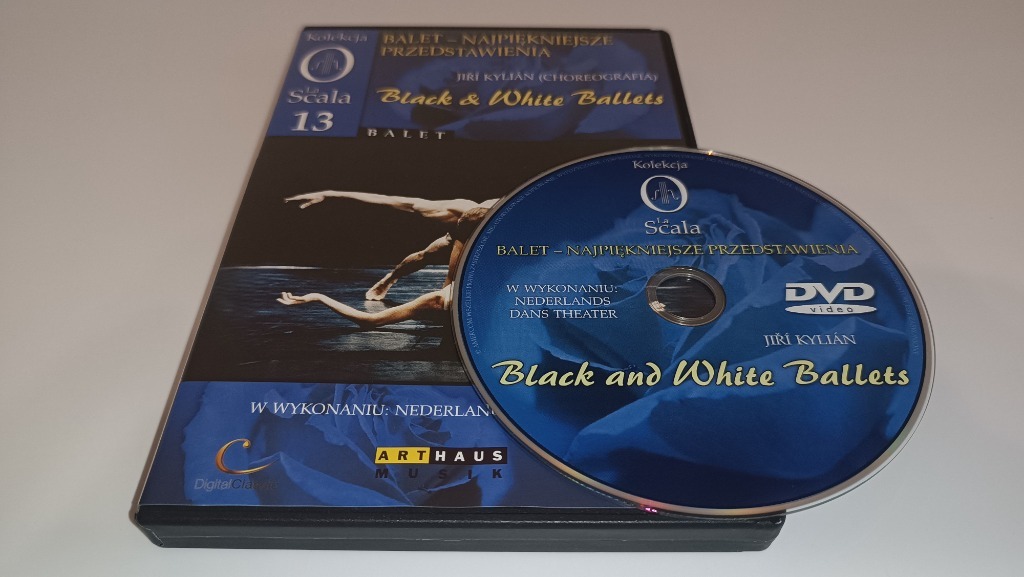 Kolekcja
La
Scala
13
BALET – NAJPIĘKNIEJSZE
PRZEDSTAWIENIA
JIŘÍ KYLIÁN (CHOREOGRAFIA)
Black & White Ballets
BALET
W WYKONANIU:
DigitalClassic
ARTHAUS
MUSIK
Kolekcja
La
Scala
BALET – NAJPIĘKNIEJSZE PRZEDSTAWIENIA
W WYKONANIU:
NEDERLANDS
DANS THEATER
DVD
video
JIŘÍ KYLIÁN
Black and White Ballets